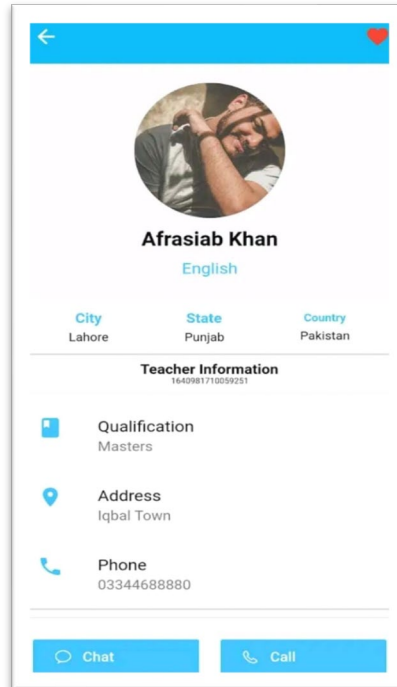 Afrasiab Khan
English
City State Country
Lahore Punjab Pakistan
Teacher Information
1640981710059251
Qualification
Masters
Address
Iqbal Town
Phone
03344688880
Chat Call